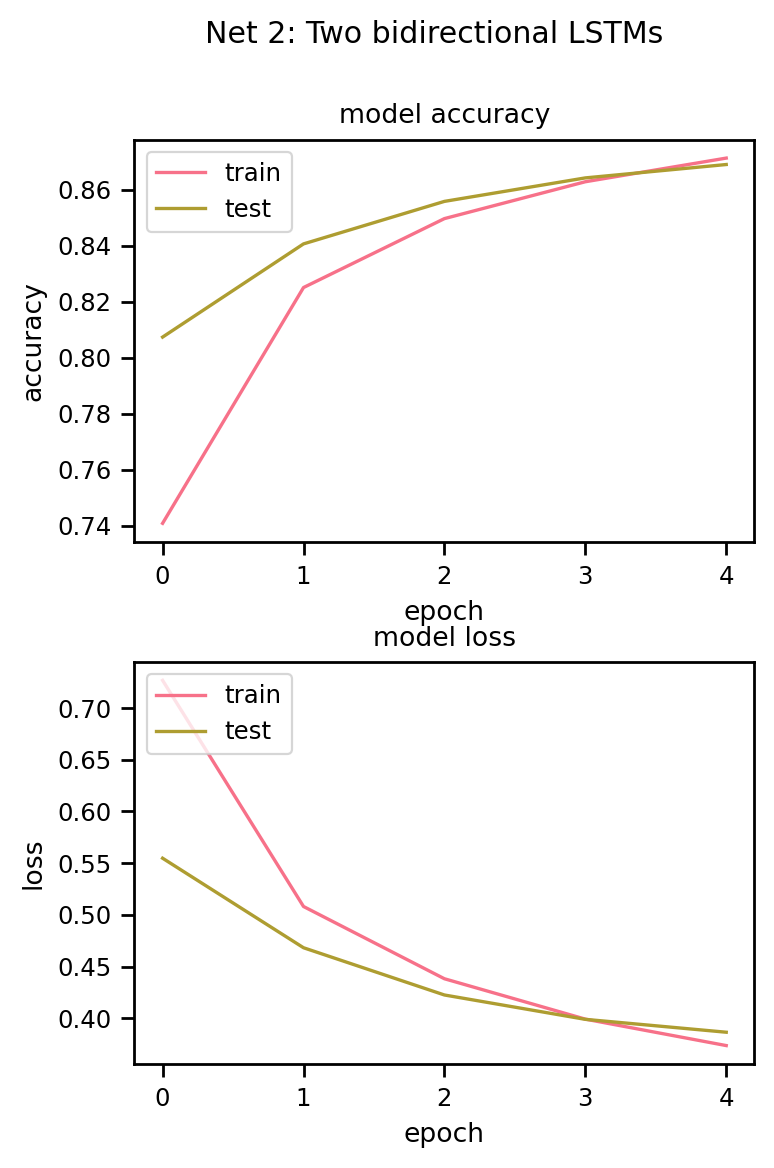 Net 2: Two bidirectional LSTMs
model accuracy
train
test
0.86
0.84
0.82
0.80
0.78
0.76
0.74
accuracy
0 1 2 3 4
epoch
model loss
train
test
0.70
0.65
0.60
0.55
0.50
0.45
0.40
loss
0 1 2 3 4
epoch